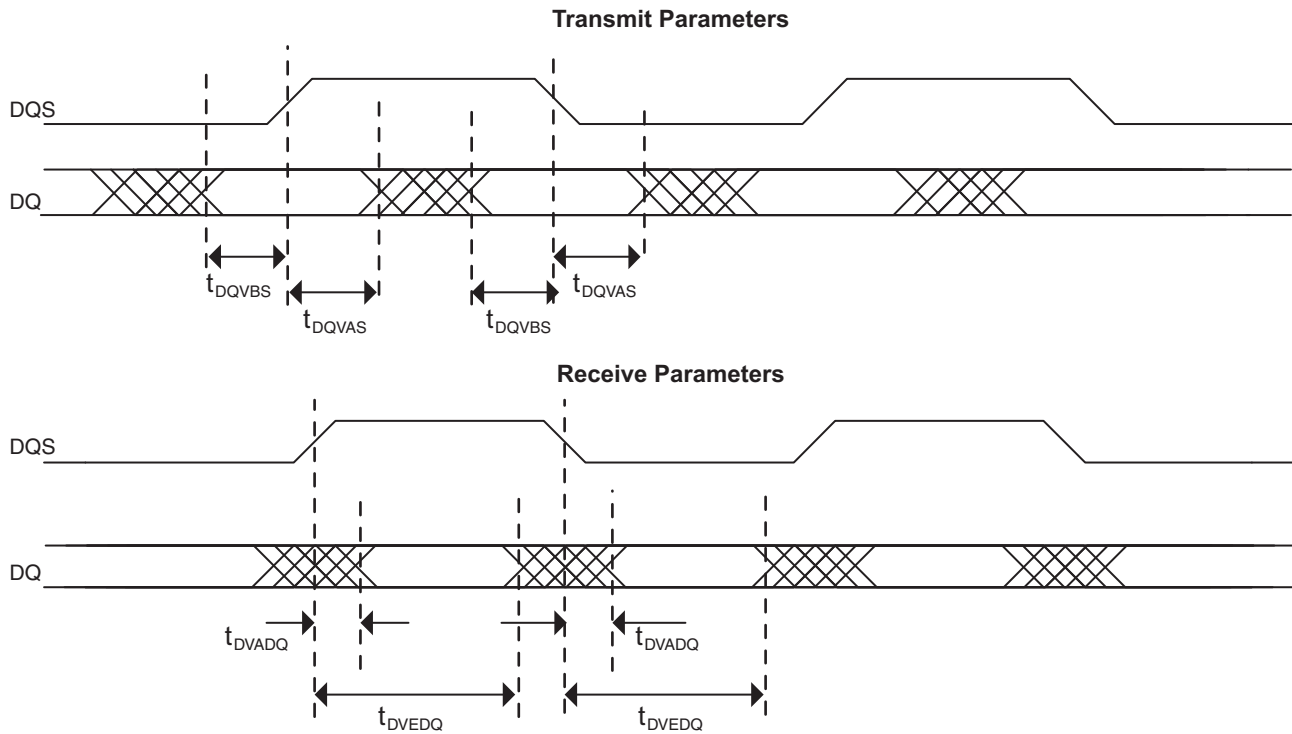 Transmit Parameters
DQS
DQ
tDQVBS
tDQVAS
tDQVBS
tDQVAS
Receive Parameters
DQS
DQ
tDVADQ
tDVADQ
tDVEDQ
tDVEDQ